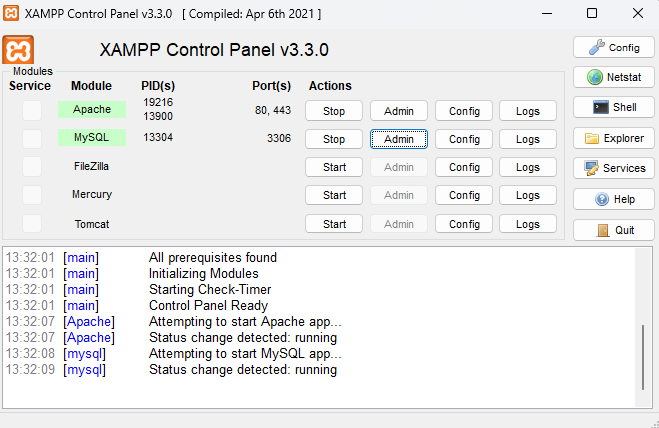 XAMPP Control Panel v3.3.0 [ Compiled: Apr 6th 2021 ]
XAMPP Control Panel v3.3.0
Config
Modules
Service Module PID(s) Port(s) Actions
Netstat
Apache 19216 13900 80, 443 Stop Admin Config Logs
Shell
MySQL 13304 3306 Stop Admin Config Logs
Explorer
FileZilla Start Admin Config Logs
Services
Mercury Start Admin Config Logs
Help
Tomcat Start Admin Config Logs
Quit
13:32:01 [main] All prerequisites found
13:32:01 [main] Initializing Modules
13:32:01 [main] Starting Check-Timer
13:32:01 [main] Control Panel Ready
13:32:07 [Apache] Attempting to start Apache app...
13:32:07 [Apache] Status change detected: running
13:32:08 [mysql] Attempting to start MySQL app...
13:32:09 [mysql] Status change detected: running